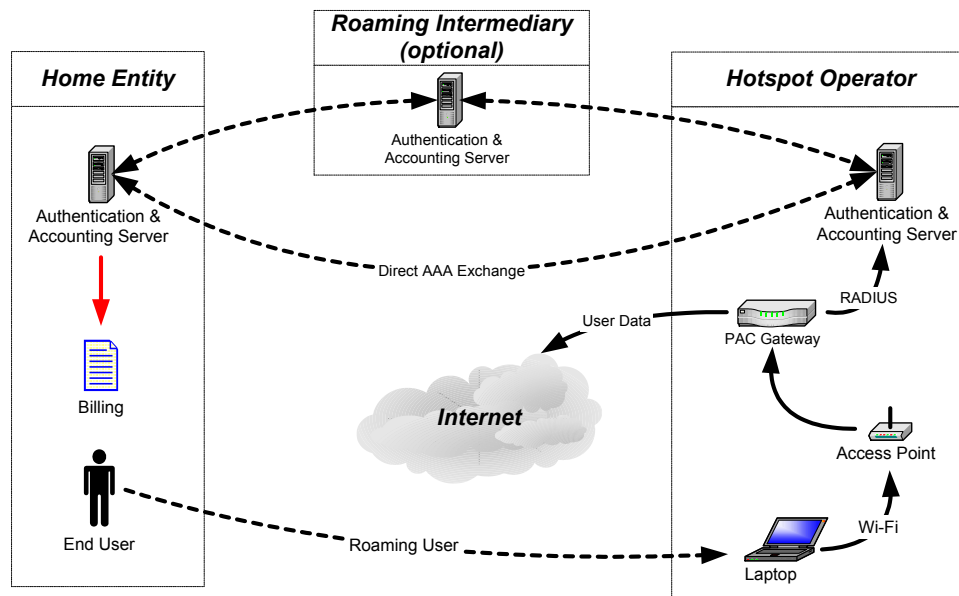 Roaming Intermediary
(optional)
Home Entity
Hotspot Operator
Authentication &
Accounting Server
Authentication &
Accounting Server
Authentication &
Accounting Server
Direct AAA Exchange
RADIUS
User Data
PAC Gateway
Billing
Internet
Access Point
End User
Roaming User
Wi-Fi
Laptop